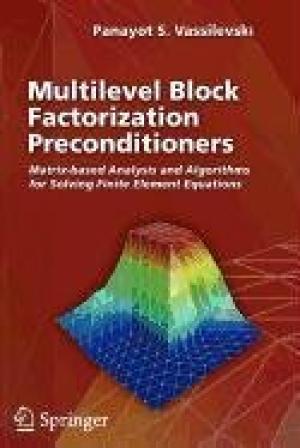 Panayot S. Vassilevski
Multilevel Block
Factorization
Preconditioners
Matrix-based Analysis and Algorithms
for Solving Finite Element Equations
Springer